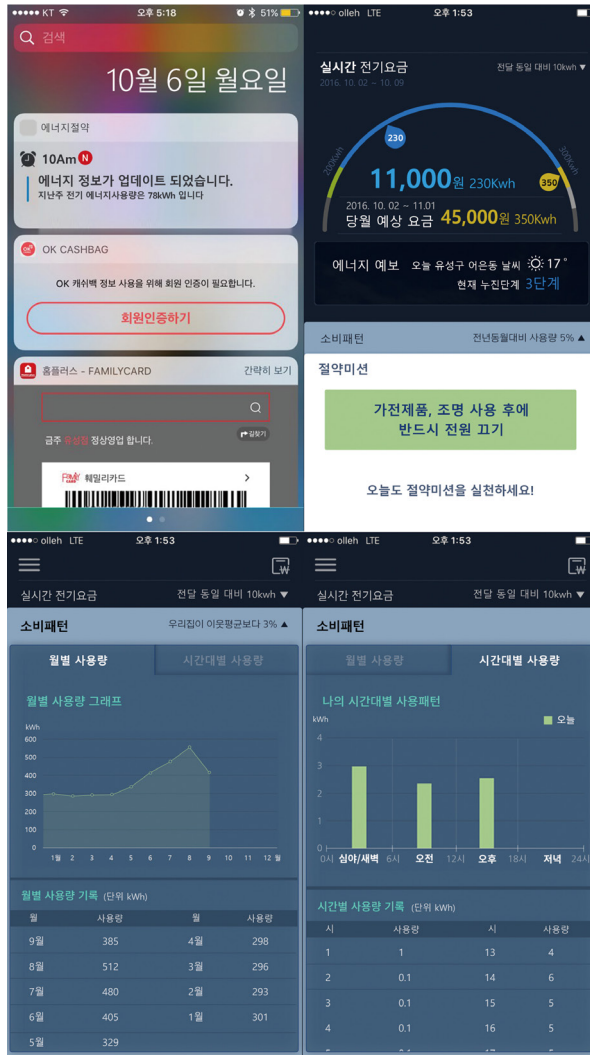 KT 오후 5:18 51%
검색
10월 6일 월요일
에너지절약
10Am N
에너지 정보가 업데이트 되었습니다.
지난주 전기 에너지사용량은 78kWh 입니다
OK CASHBAG
OK 캐쉬백 정보 사용을 위해 회원 인증이 필요합니다.
회원인증하기
홈플러스 - FAMILYCARD 간략히 보기
금주 유성점 정상영업 합니다. 길찾기
Family 훼밀리카드 >
olleh LTE 오후 1:53
실시간 전기요금 전달 동일 대비 10kwh ▼
2016. 10. 02 ~ 10. 09
200Kwh 230 300Kwh
11,000원 230Kwh 350
2016. 10. 02 ~ 11.01
당월 예상 요금 45,000원 350Kwh
에너지 예보 오늘 유성구 어은동 날씨 17°
현재 누진단계 3단계
소비패턴 전년동월대비 사용량 5% ▲
절약미션
가전제품, 조명 사용 후에
반드시 전원 끄기
오늘도 절약미션을 실천하세요!
olleh LTE 오후 1:53
W
실시간 전기요금 전달 동일 대비 10kwh ▼
소비패턴 우리집이 이웃평균보다 3% ▲
월별 사용량 시간대별 사용량
월별 사용량 그래프
kWh
600
500
400
300
200
100
0
1월 2 3 4 5 6 7 8 9 10 11 12 월
월별 사용량 기록 (단위 kWh)
월 사용량 월 사용량
9월 385 4월 298
8월 512 3월 296
7월 480 2월 293
6월 405 1월 301
5월 329
olleh LTE 오후 1:53
W
실시간 전기요금 전달 동일 대비 10kwh ▼
소비패턴
월별 사용량 시간대별 사용량
나의 시간대별 사용패턴
kWh 오늘
4
3
2
1
0
0시 심야/새벽 6시 오전 12시 오후 18시 저녁 24시
시간별 사용량 기록 (단위 kWh)
시 사용량 시 사용량
1 1 13 4
2 0.1 14 6
3 0.1 15 5
4 0.1 16 5